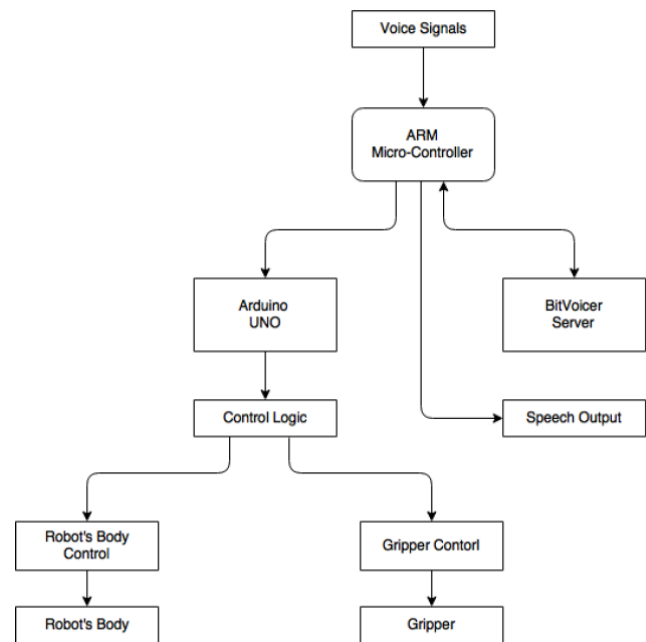 Voice Signals
ARM
Micro-Controller
Arduino
UNO
BitVoicer
Server
Control Logic
Speech Output
Robot's Body
Control
Gripper Contorl
Robot's Body
Gripper